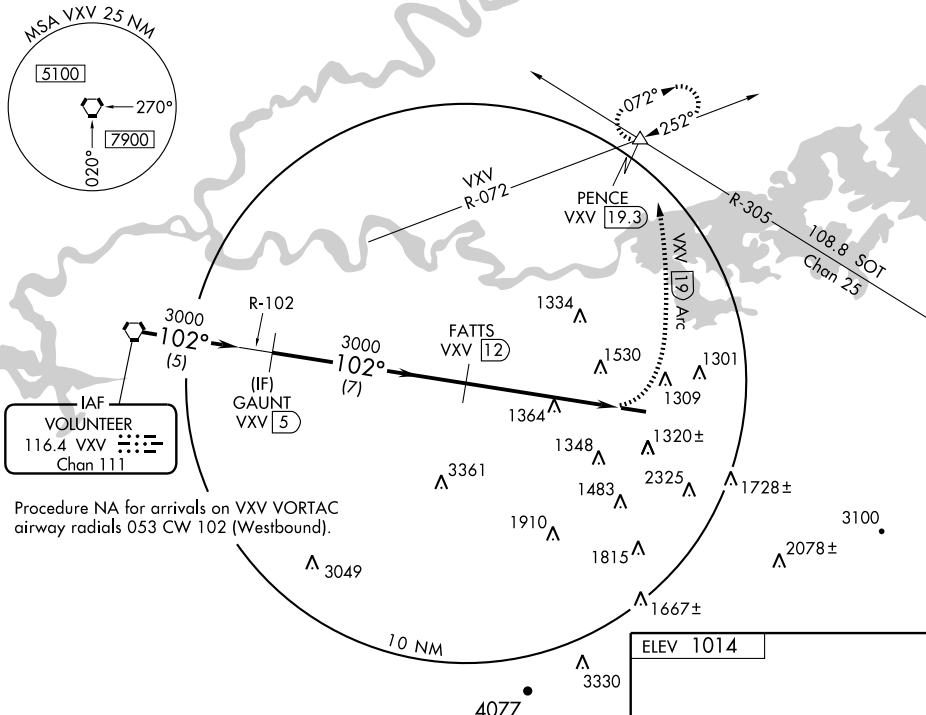 MSA VXV 25 NM
5100
270°
7900
020°
072°
252°
VXV
R-072
PENCE
VXV 19.3
R-305
108.8 SOT
Chan 25
VXV 19 Arc
R-102
3000
102°
(5)
(IF)
GAUNT
VXV 5
3000
102°
(7)
FATTS
VXV 12
1334
1530
1301
1309
1364
1320±
1348
IAF
VOLUNTEER
116.4 VXV
Chan 111
3361
1483
2325
1728±
Procedure NA for arrivals on VXV VORTAC
airway radials 053 CW 102 (Westbound).
1910
1815
3100
2078±
3049
1667±
10 NM
ELEV 1014
3330
4077